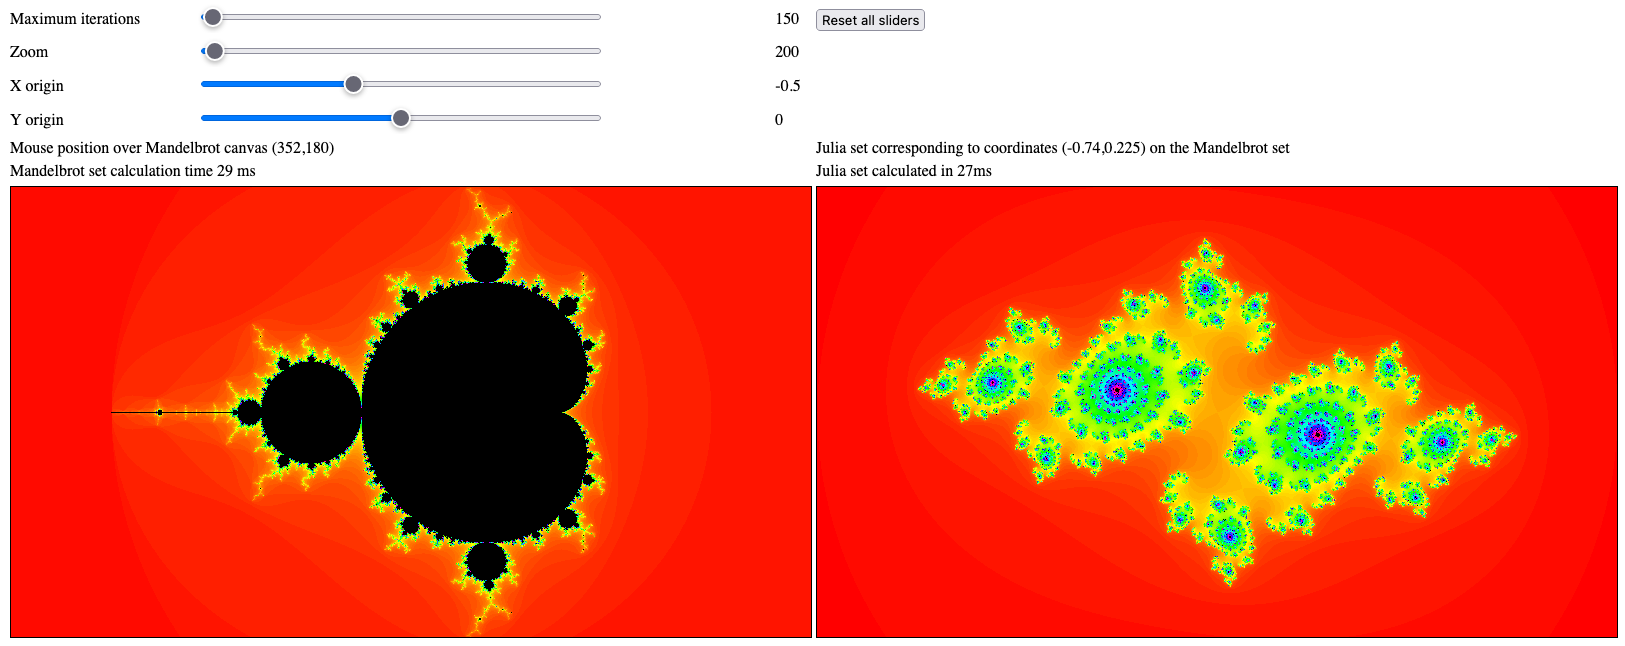 Maximum iterations 150 Reset all sliders
Zoom 200
X origin -0.5
Y origin 0
Mouse position over Mandelbrot canvas (352,180) Julia set corresponding to coordinates (-0.74,0.225) on the Mandelbrot set
Mandelbrot set calculation time 29 ms Julia set calculated in 27ms